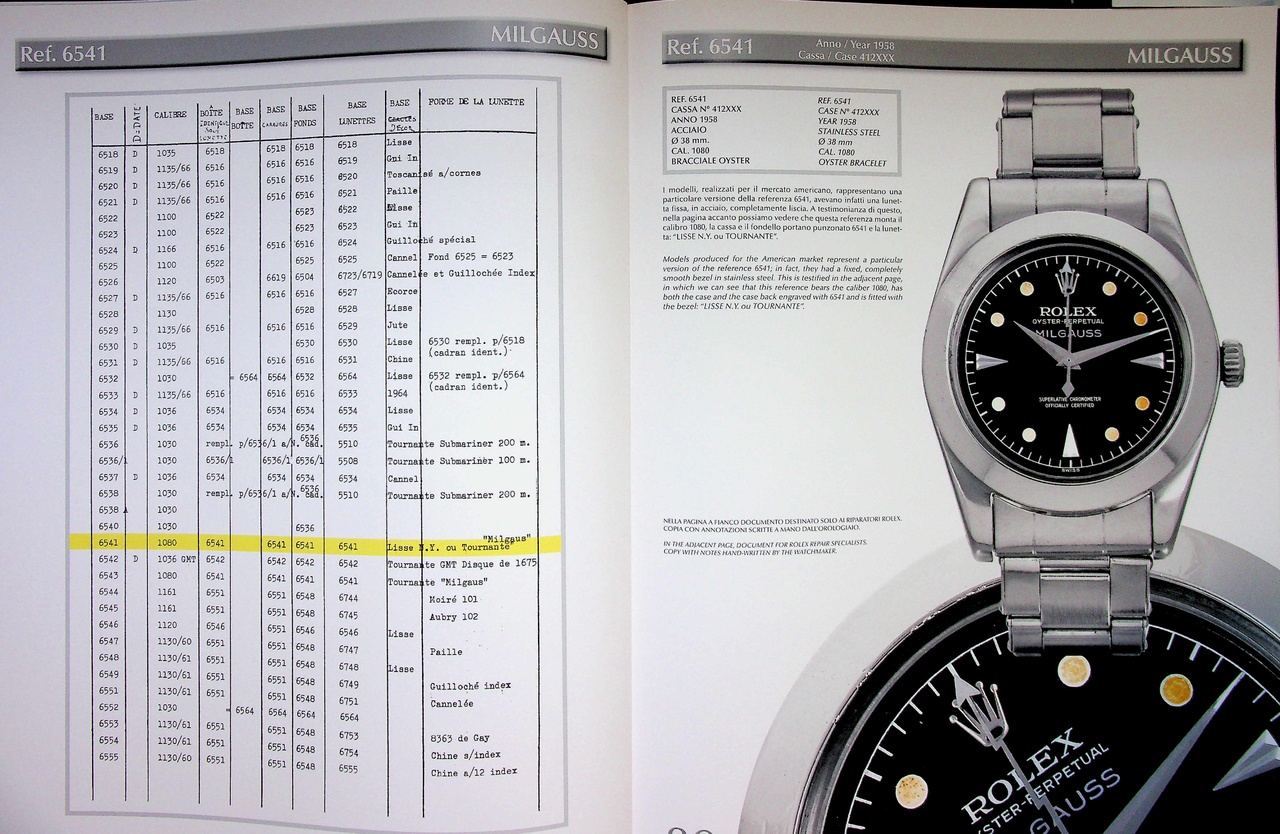 Ref. 6541
MILGAUSS
BASE D=DATE CALIBRE BOÎTE BASE BOÎTE BASE CARRURES BASE FONDS BASE LUNETTES BASE FORME DE LA LUNETTE
6518 D 1035 6518 6518 6518 6518 Lisse
6519 D 1135/66 6516 6516 6516 6519 Gui In
6520 D 1135/66 6516 6516 6516 6520 Toscanisé a/cornes
6521 D 1135/66 6516 6516 6516 6521 Paille
6522 1100 6522 6523 6522 Lisse
6523 1100 6522 6523 6523 Gui In
6524 D 1166 6516 6516 6516 6524 Guilloché spécial
6525 1100 6522 6525 6525 Cannel Fond 6525 = 6523
6526 1120 6503 6619 6504 6723/6719 Cannelée et Guillochée Index
6527 D 1135/66 6516 6516 6516 6527 Ecorce
6528 1130 6528 6528 Lisse
6529 D 1135/66 6516 6516 6516 6529 Jute
6530 D 1035 6530 6530 Lisse 6530 rempl. p/6518
(cadran ident.)
6531 D 1135/66 6516 6516 6516 6531 Chine
6532 1030 = 6564 6564 6532 6564 Lisse 6532 rempl. p/6564
(cadran ident.)
6533 D 1135/66 6516 6516 6516 6533 1964
6534 D 1036 6534 6534 6534 6534 Lisse
6535 D 1036 6534 6534 6534 6535 Gui In
6536 1030 rempl. p/6536/1 a/N. cad. 6536 5510 Tournante Submariner 200 m.
6536/1 1030 6536/1 6536/1 6536/1 5508 Tournante Submariner 100 m.
6537 D 1036 6534 6534 6534 6534 Cannel
6538 1030 rempl. p/6536/1 a/N. cad. 6536 5510 Tournante Submariner 200 m.
6538 A 1030
6540 1030 6536
6541 1080 6541 6541 6541 6541 Lisse N.Y. ou Tournante "Milgaus"
6542 D 1036 GMT 6542 6542 6542 6542 Tournante GMT Disque de 1675
6543 1080 6541 6541 6541 6541 Tournante "Milgaus"
6544 1161 6551 6551 6548 6744 Moiré 101
6545 1161 6551 6551 6548 6745 Aubry 102
6546 1120 6546 6551 6546 6546 Lisse
6547 1130/60 6551 6551 6548 6747 Paille
6548 1130/61 6551 6551 6548 6748 Lisse
6549 1130/61 6551 6551 6548 6749 Guilloché index
6551 1130/61 6551 6551 6548 6751 Cannelée
6552 1030 = 6564 6564 6564 6564
6553 1130/61 6551 6551 6548 6753 8363 de Gay
6554 1130/61 6551 6551 6548 6754 Chine s/index
6555 1130/60 6551 6551 6548 6555 Chine a/12 index
Ref. 6541
Anno / Year 1958
Cassa / Case 412XXX
MILGAUSS
REF. 6541
CASSA N° 412XXX
ANNO 1958
ACCIAIO
Ø 38 mm.
CAL. 1080
BRACCIALE OYSTER
REF. 6541
CASE N° 412XXX
YEAR 1958
STAINLESS STEEL
Ø 38 mm
CAL. 1080
OYSTER BRACELET
I modelli, realizzati per il mercato americano, rappresentano una
particolare versione della referenza 6541, avevano infatti una lunet-
ta fissa, in acciaio, completamente liscia. A testimonianza di questo,
nella pagina accanto possiamo vedere che questa referenza monta il
calibro 1080, la cassa e il fondello portano punzonato 6541 e la lunet-
ta: "LISSE N.Y. ou TOURNANTE".
Models produced for the American market represent a particular
version of the reference 6541; in fact, they had a fixed, completely
smooth bezel in stainless steel. This is testified in the adjacent page,
in which we can see that this reference bears the caliber 1080, has
both the case and the case back engraved with 6541 and is fitted with
the bezel: "LISSE N.Y. ou TOURNANTE".
ROLEX
OYSTER-PERPETUAL
MILGAUSS
SUPERLATIVE CHRONOMETER
OFFICIALLY CERTIFIED
SWISS
NELLA PAGINA A FIANCO DOCUMENTO DESTINATO SOLO AI RIPARATORI ROLEX.
COPIA CON ANNOTAZIONI SCRITTE A MANO DALL'OROLOGIAIO.
IN THE ADJACENT PAGE, DOCUMENT FOR ROLEX REPAIR SPECIALISTS.
COPY WITH NOTES HAND-WRITTEN BY THE WATCHMAKER.
ROLEX
OYSTER-PERPETUAL
GAUSS